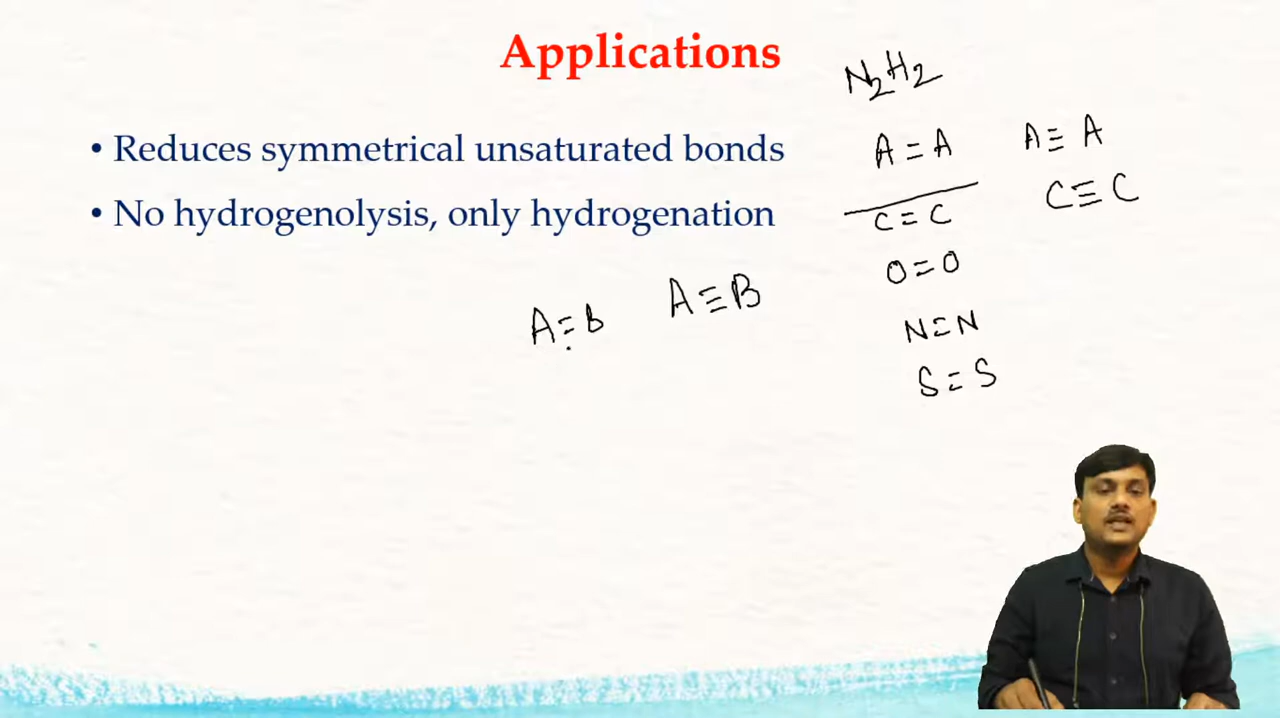 Applications
• Reduces symmetrical unsaturated bonds
• No hydrogenolysis, only hydrogenation
N2H2
A=A A≡A
C=C C≡C
O=O
N=N
S=S
A=B A≡B